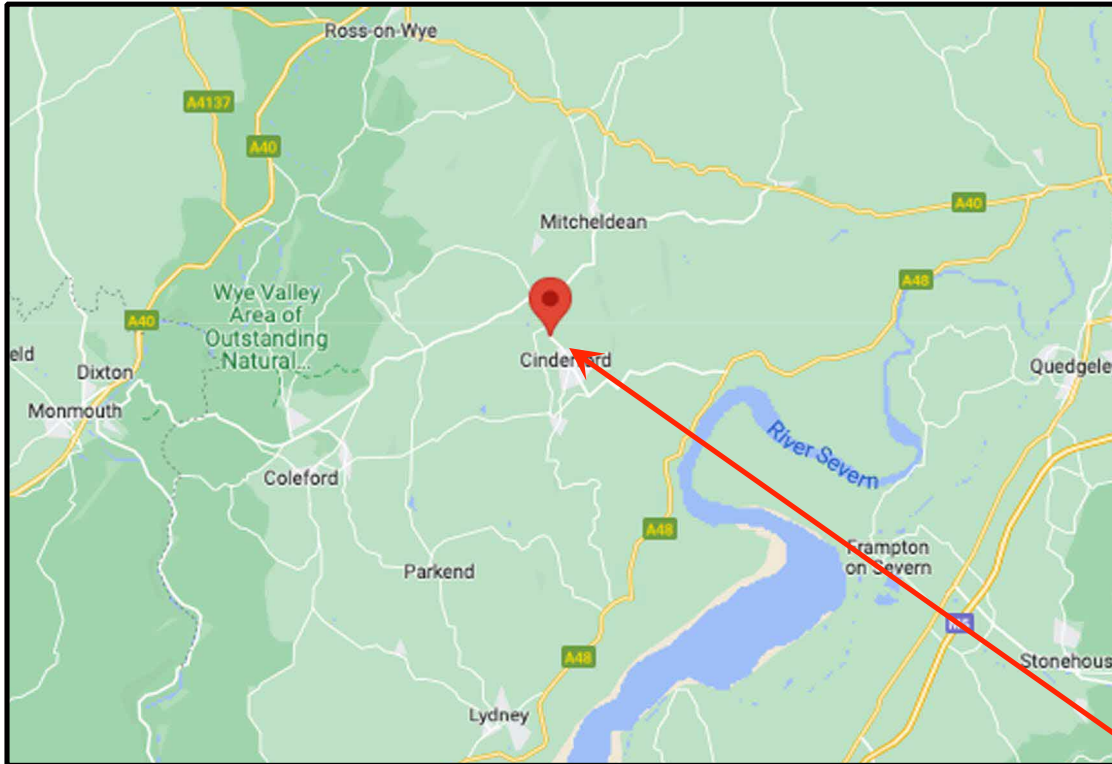 Ross-on-Wye
A4137
A40
A40
Mitcheldean
A48
Wye Valley
Area of
Outstanding
Natural...
A40
eld
Dixton
Cinderford
Quedgele
Monmouth
River Severn
Coleford
A48
Frampton
on Severn
Parkend
A48
Stonehous
Lydney